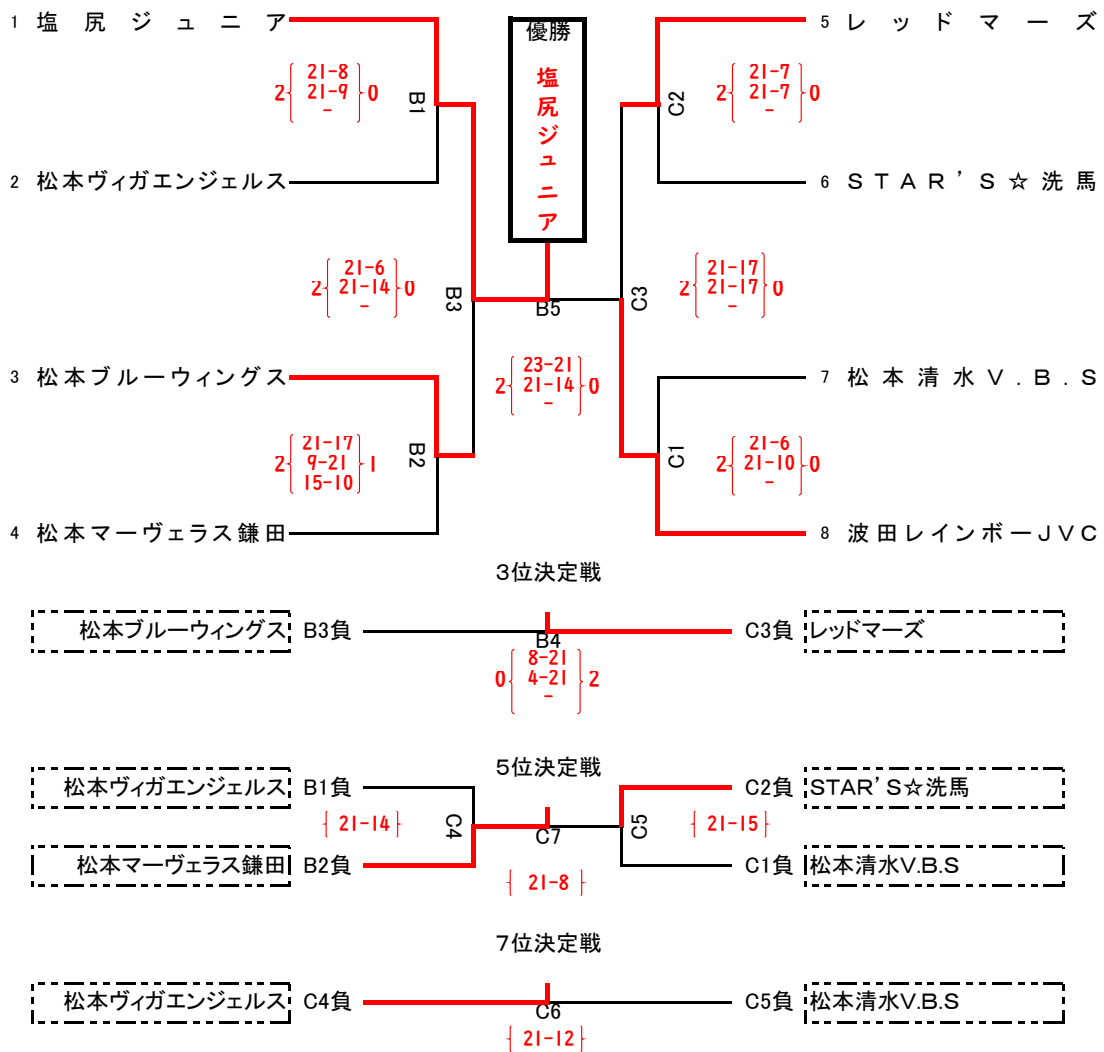 1 塩尻ジュニア
優勝
塩尻ジュニア
5 レッドマーズ
2 { 21-8 21-9 - } 0
B1
C2
2 { 21-7 21-7 - } 0
2 松本ヴィガエンジェルス
6 STAR'S☆洗馬
2 { 21-6 21-14 - } 0
B3
B5
C3
2 { 21-17 21-17 - } 0
3 松本ブルーウィングス
2 { 23-21 21-14 - } 0
7 松本清水V.B.S
2 { 21-17 9-21 15-10 } 1
B2
C1
2 { 21-6 21-10 - } 0
4 松本マーヴェラス鎌田
8 波田レインボーJVC
3位決定戦
松本ブルーウィングス B3負
B4
C3負 レッドマーズ
0 { 8-21 4-21 - } 2
5位決定戦
松本ヴィガエンジェルス B1負
C2負 STAR'S☆洗馬
{ 21-14 }
C4
C7
C5
{ 21-15 }
松本マーヴェラス鎌田 B2負
C1負 松本清水V.B.S
{ 21-8 }
7位決定戦
松本ヴィガエンジェルス C4負
C6
C5負 松本清水V.B.S
{ 21-12 }